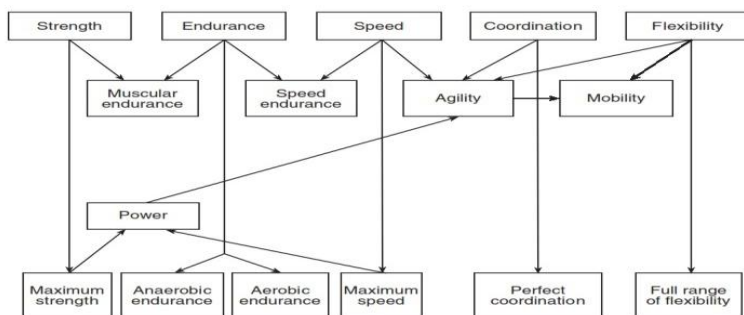 Strength
Endurance
Speed
Coordination
Flexibility
Muscular
endurance
Speed
endurance
Agility
Mobility
Power
Maximum
strength
Anaerobic
endurance
Aerobic
endurance
Maximum
speed
Perfect
coordination
Full range
of flexibility